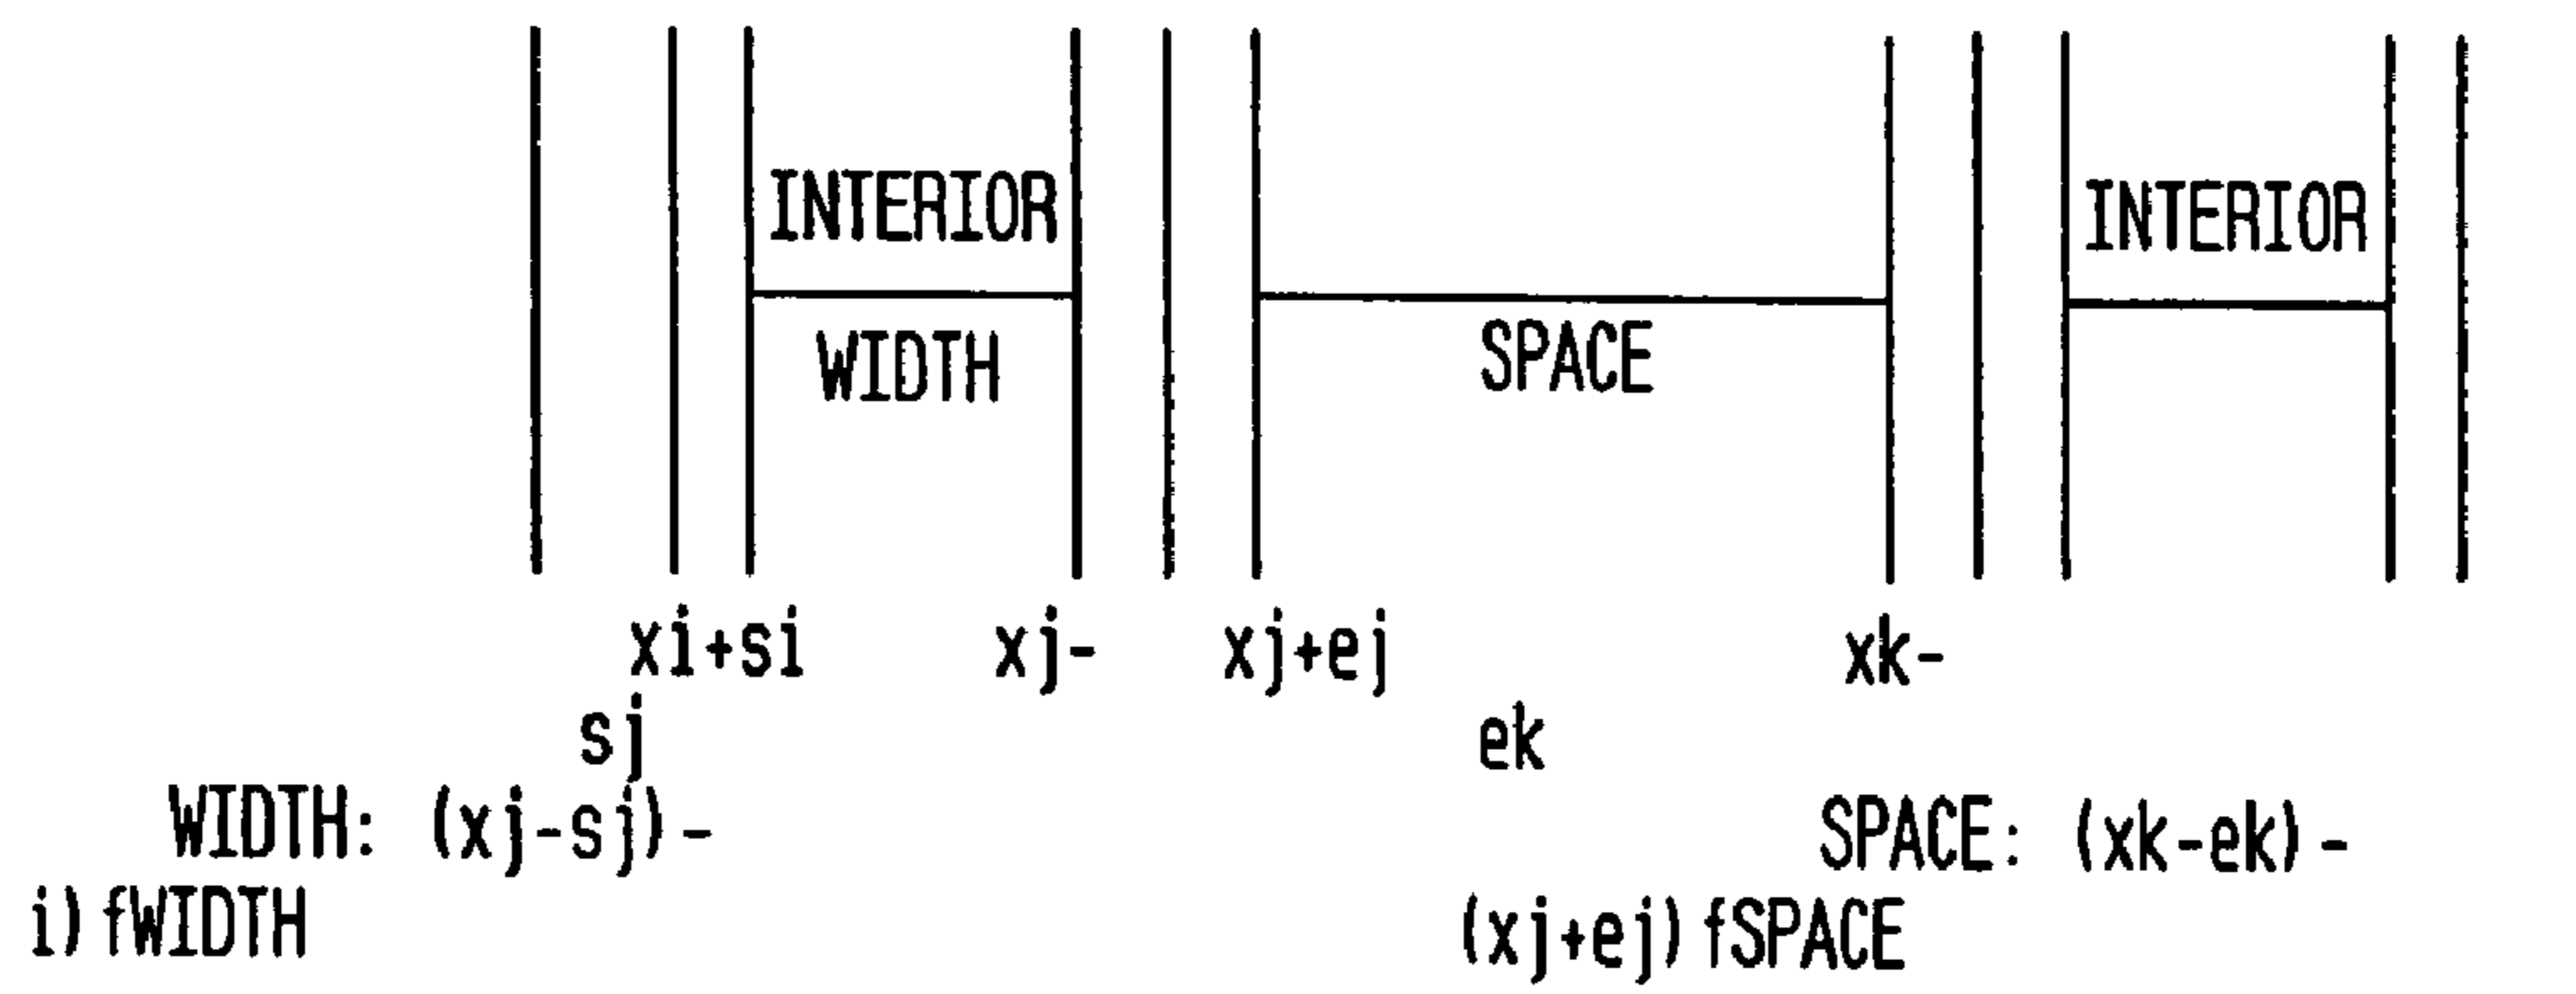 INTERIOR INTERIOR
WIDTH SPACE
xi+si xj- xj+ej xk-
sj ek
WIDTH: (xj-sj)- SPACE: (xk-ek)-
i)fWIDTH (xj+ej)fSPACE